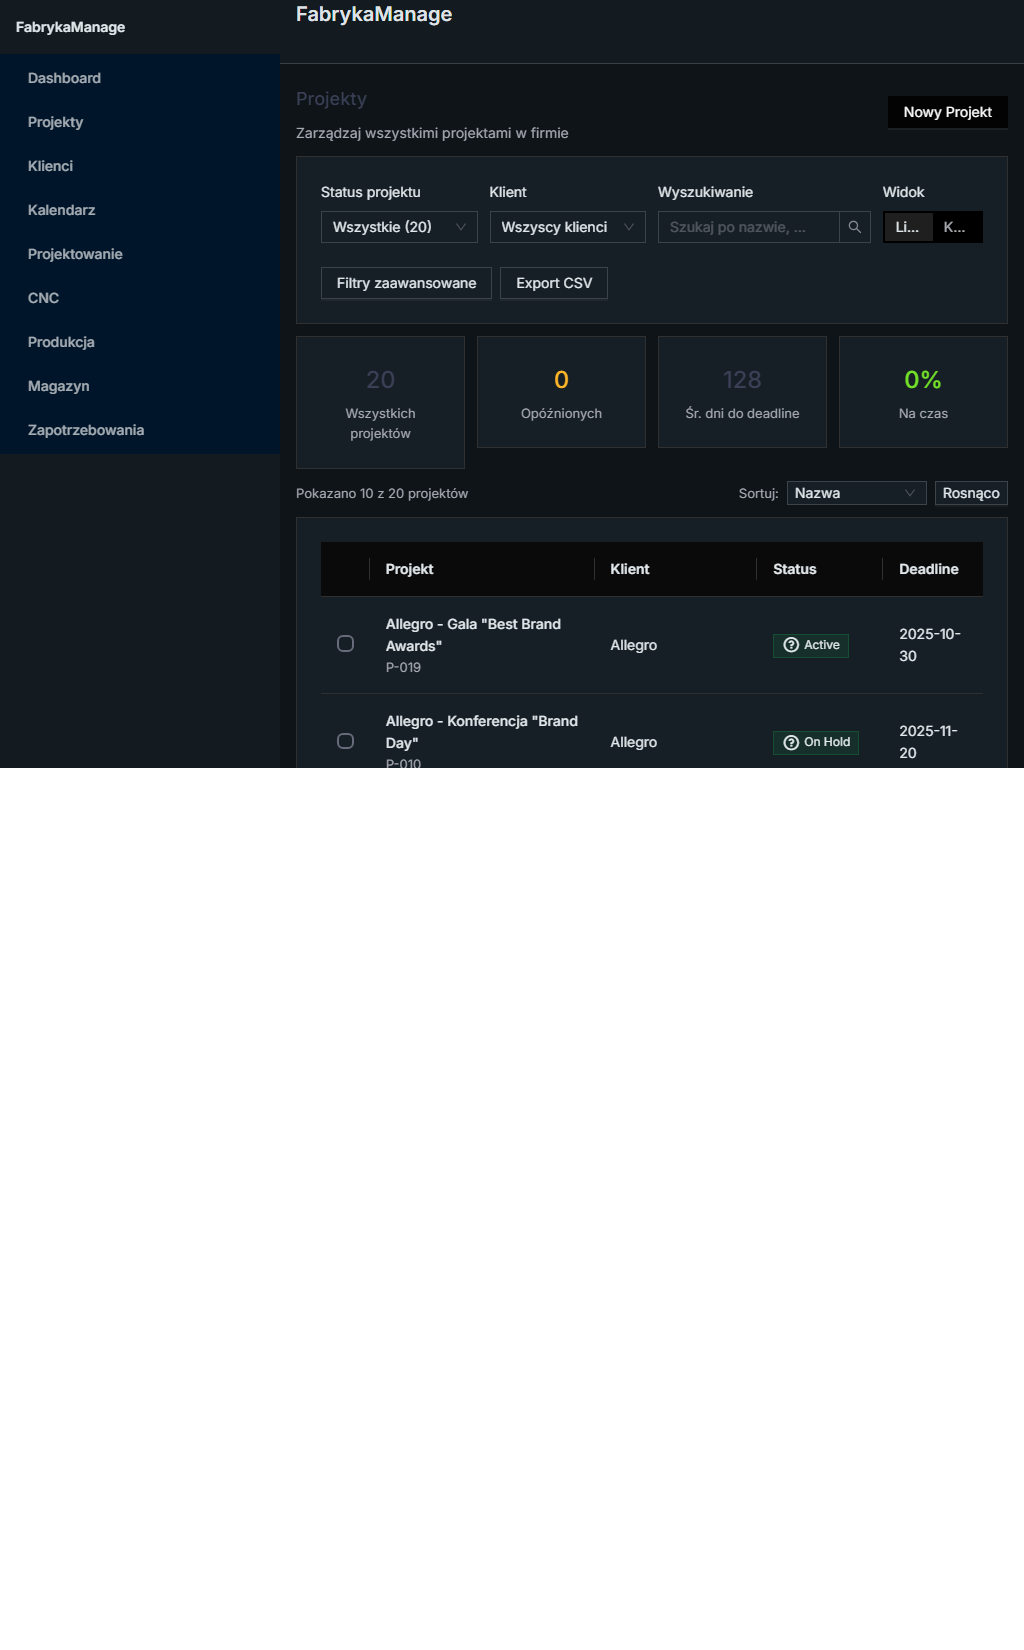 FabrykaManage
FabrykaManage
Dashboard
Projekty
Klienci
Kalendarz
Projektowanie
CNC
Produkcja
Magazyn
Zapotrzebowania
Projekty
Zarządzaj wszystkimi projektami w firmie
Nowy Projekt
Status projektu
Klient
Wyszukiwanie
Widok
Wszystkie (20)
Wszyscy klienci
Szukaj po nazwie, ...
Li...
K...
Filtry zaawansowane
Export CSV
20
Wszystkich
projektów
0
Opóźnionych
128
Śr. dni do deadline
0%
Na czas
Pokazano 10 z 20 projektów
Sortuj:
Nazwa
Rosnąco
Projekt
Klient
Status
Deadline
Allegro - Gala "Best Brand
Awards"
P-019
Allegro
Active
2025-10-
30
Allegro - Konferencja "Brand
Day"
P-010
Allegro
On Hold
2025-11-
20